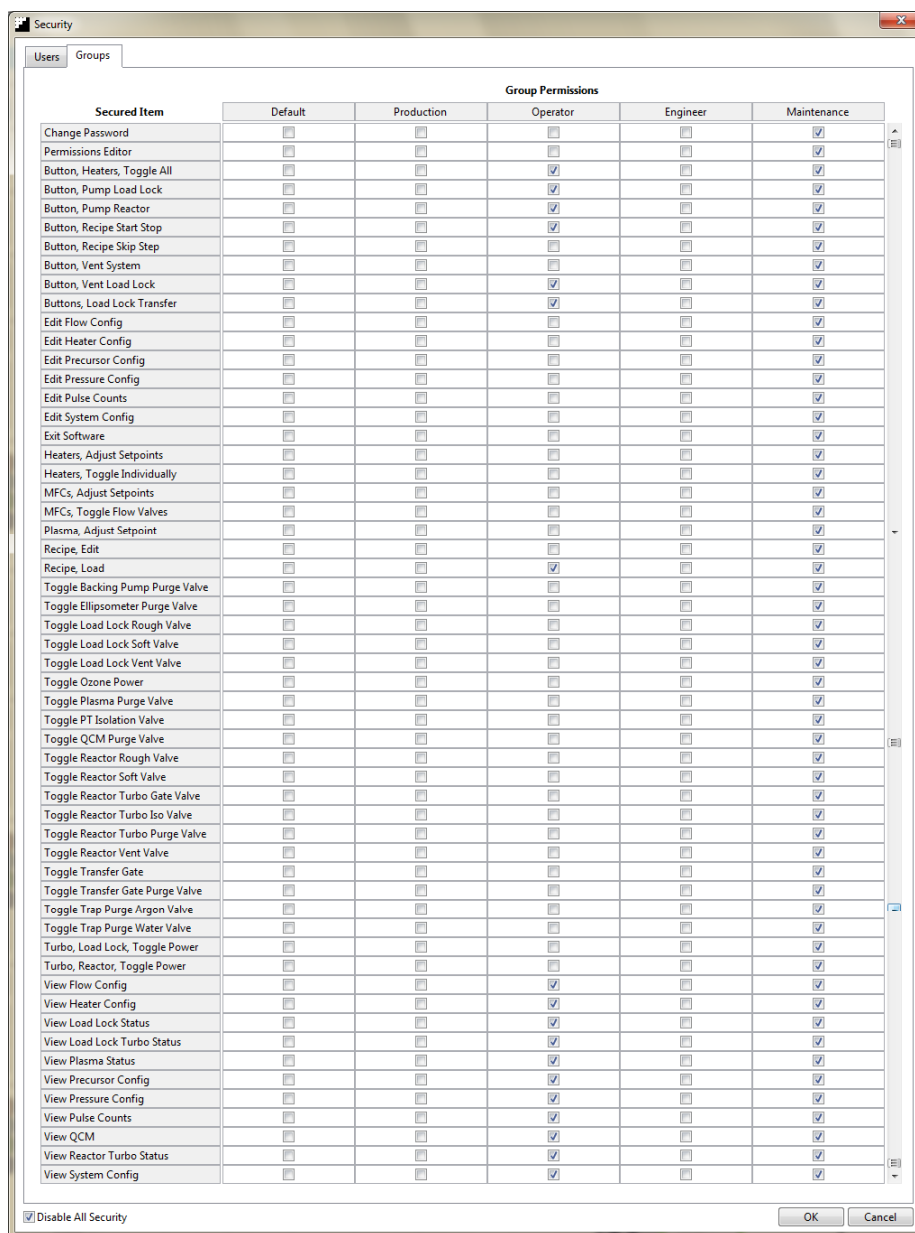 Security
Users Groups
Group Permissions
Secured Item Default Production Operator Engineer Maintenance
Change Password
Permissions Editor
Button, Heaters, Toggle All
Button, Pump Load Lock
Button, Pump Reactor
Button, Recipe Start Stop
Button, Recipe Skip Step
Button, Vent System
Button, Vent Load Lock
Buttons, Load Lock Transfer
Edit Flow Config
Edit Heater Config
Edit Precursor Config
Edit Pressure Config
Edit Pulse Counts
Edit System Config
Exit Software
Heaters, Adjust Setpoints
Heaters, Toggle Individually
MFCs, Adjust Setpoints
MFCs, Toggle Flow Valves
Plasma, Adjust Setpoint
Recipe, Edit
Recipe, Load
Toggle Backing Pump Purge Valve
Toggle Ellipsometer Purge Valve
Toggle Load Lock Rough Valve
Toggle Load Lock Soft Valve
Toggle Load Lock Vent Valve
Toggle Ozone Power
Toggle Plasma Purge Valve
Toggle PT Isolation Valve
Toggle QCM Purge Valve
Toggle Reactor Rough Valve
Toggle Reactor Soft Valve
Toggle Reactor Turbo Gate Valve
Toggle Reactor Turbo Iso Valve
Toggle Reactor Turbo Purge Valve
Toggle Reactor Vent Valve
Toggle Transfer Gate
Toggle Transfer Gate Purge Valve
Toggle Trap Purge Argon Valve
Toggle Trap Purge Water Valve
Turbo, Load Lock, Toggle Power
Turbo, Reactor, Toggle Power
View Flow Config
View Heater Config
View Load Lock Status
View Load Lock Turbo Status
View Plasma Status
View Precursor Config
View Pressure Config
View Pulse Counts
View QCM
View Reactor Turbo Status
View System Config
Disable All Security OK Cancel